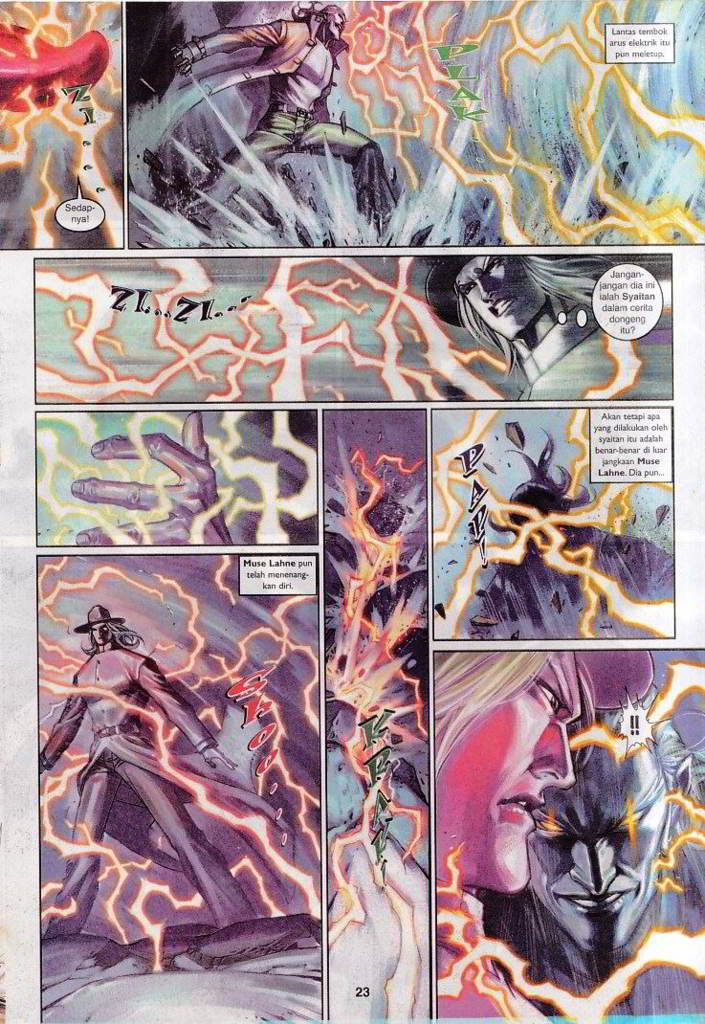 ZI...
Sedap-
nya!
PLAK
Lantas tembok
arus elektrik itu
pun meletup.
ZI...ZI...
Jangan-
jangan dia ini
ialah Syaitan
dalam cerita
dongeng
itu?
Akan tetapi apa
yang dilakukan oleh
syaitan itu adalah
benar-benar di luar
jangkaan Muse
Lahne. Dia pun...
PAP!
Muse Lahne pun
telah menenang-
kan diri.
KRAK!
!!
23